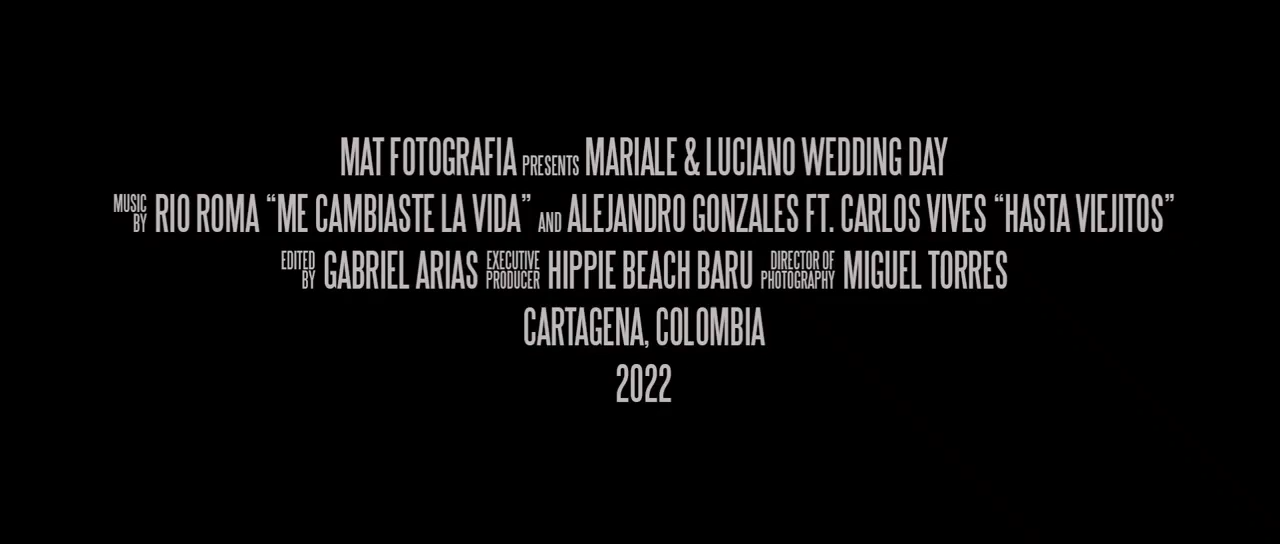 MAT FOTOGRAFIA PRESENTS MARIALE & LUCIANO WEDDING DAY
MUSIC BY RIO ROMA “ME CAMBIASTE LA VIDA” AND ALEJANDRO GONZALES FT. CARLOS VIVES “HASTA VIEJITOS”
EDITED BY GABRIEL ARIAS EXECUTIVE PRODUCER HIPPIE BEACH BARU DIRECTOR OF PHOTOGRAPHY MIGUEL TORRES
CARTAGENA, COLOMBIA
2022